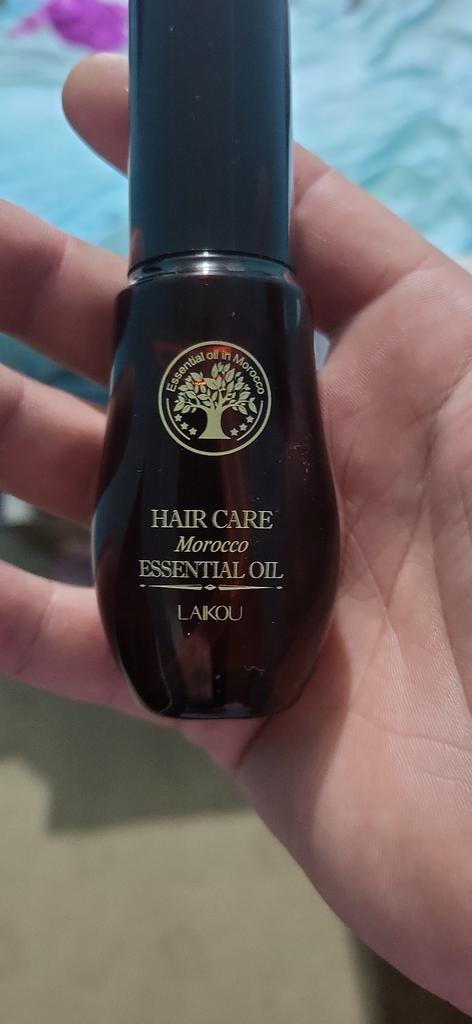 Essential oil in Morocco
HAIR CARE
Morocco
ESSENTIAL OIL
LAIKOU